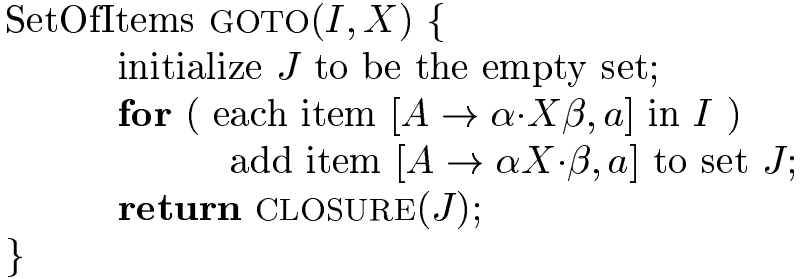 SetOfItems GOTO(I, X) {
initialize J to be the empty set;
for ( each item [A → α·Xβ, a] in I )
add item [A → αX·β, a] to set J;
return CLOSURE(J);
}